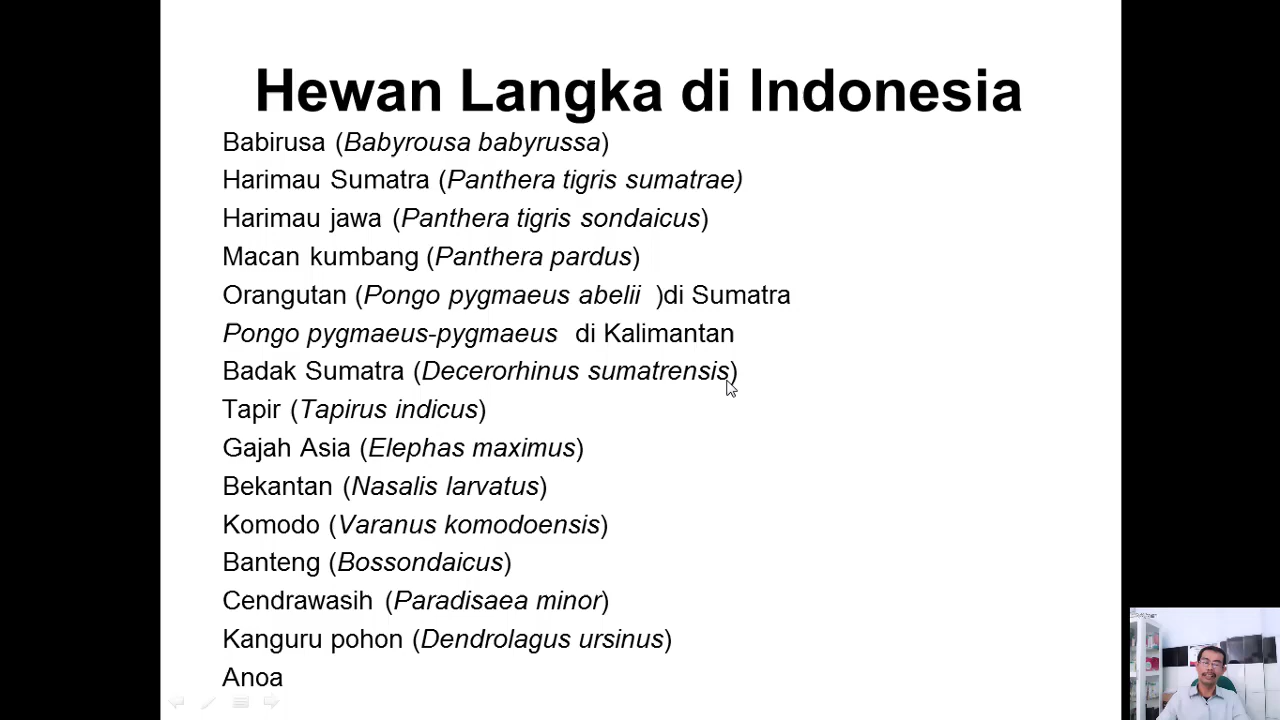 Hewan Langka di Indonesia
Babirusa (Babyrousa babyrussa)
Harimau Sumatra (Panthera tigris sumatrae)
Harimau jawa (Panthera tigris sondaicus)
Macan kumbang (Panthera pardus)
Orangutan (Pongo pygmaeus abelii )di Sumatra
Pongo pygmaeus-pygmaeus di Kalimantan
Badak Sumatra (Decerorhinus sumatrensis)
Tapir (Tapirus indicus)
Gajah Asia (Elephas maximus)
Bekantan (Nasalis larvatus)
Komodo (Varanus komodoensis)
Banteng (Bossondaicus)
Cendrawasih (Paradisaea minor)
Kanguru pohon (Dendrolagus ursinus)
Anoa